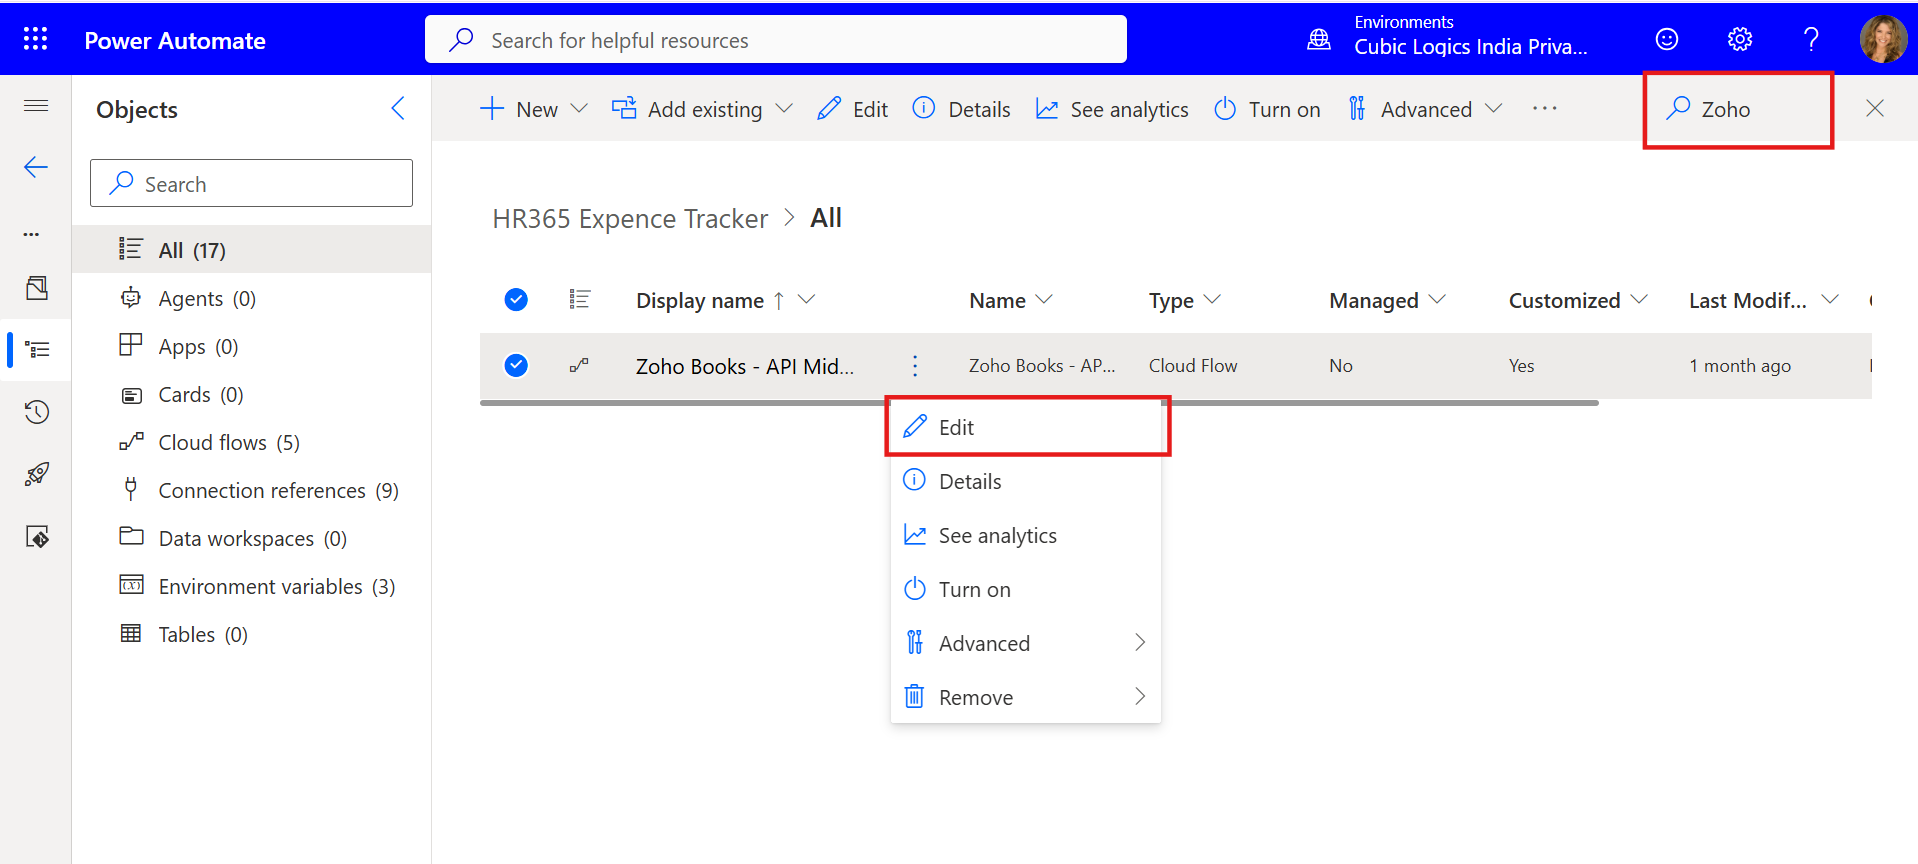 Power Automate
Search for helpful resources
Environments
Cubic Logics India Priva...
Objects
New
Add existing
Edit
Details
See analytics
Turn on
Advanced
Zoho
Search
HR365 Expence Tracker > All
All (17)
Agents (0)
Apps (0)
Cards (0)
Cloud flows (5)
Connection references (9)
Data workspaces (0)
Environment variables (3)
Tables (0)
Display name ↑ Name Type Managed Customized Last Modif...
Zoho Books - API Mid... Zoho Books - AP... Cloud Flow No Yes 1 month ago
Edit
Details
See analytics
Turn on
Advanced
Remove